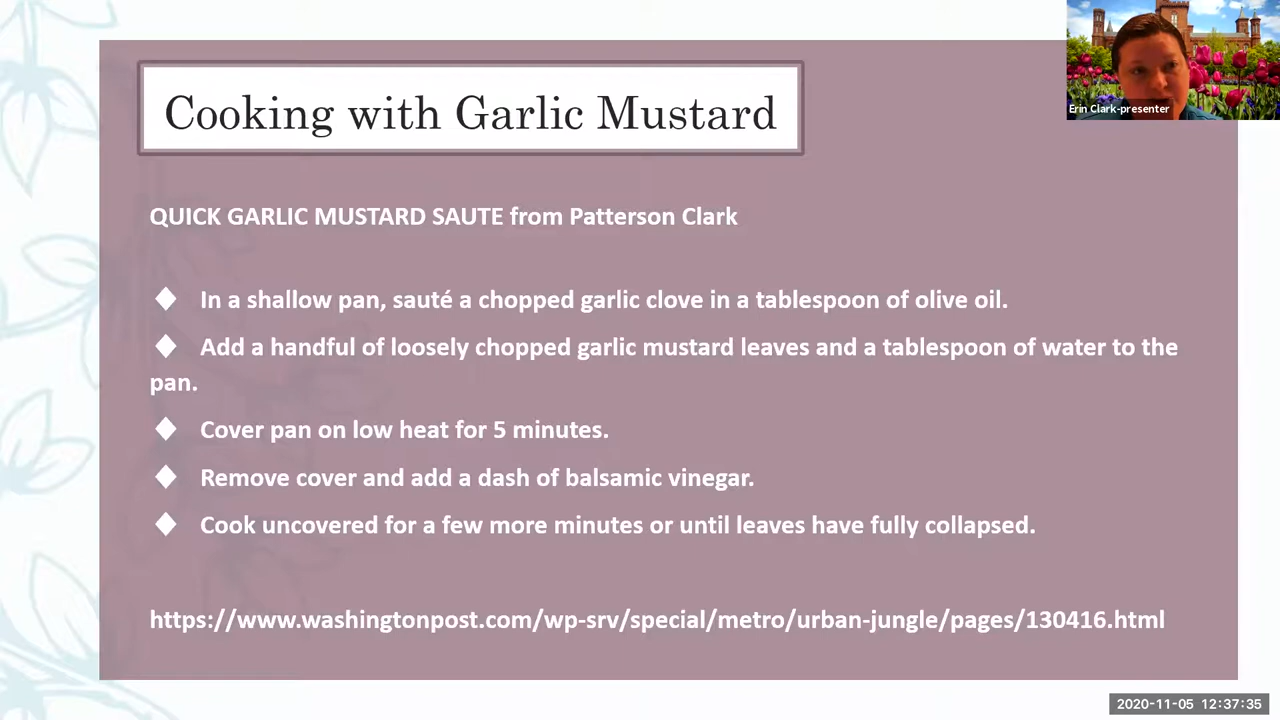 Cooking with Garlic Mustard
Erin Clark-presenter
QUICK GARLIC MUSTARD SAUTE from Patterson Clark
In a shallow pan, sauté a chopped garlic clove in a tablespoon of olive oil.
Add a handful of loosely chopped garlic mustard leaves and a tablespoon of water to the
pan.
Cover pan on low heat for 5 minutes.
Remove cover and add a dash of balsamic vinegar.
Cook uncovered for a few more minutes or until leaves have fully collapsed.
https://www.washingtonpost.com/wp-srv/special/metro/urban-jungle/pages/130416.html
2020-11-05 12:37:35